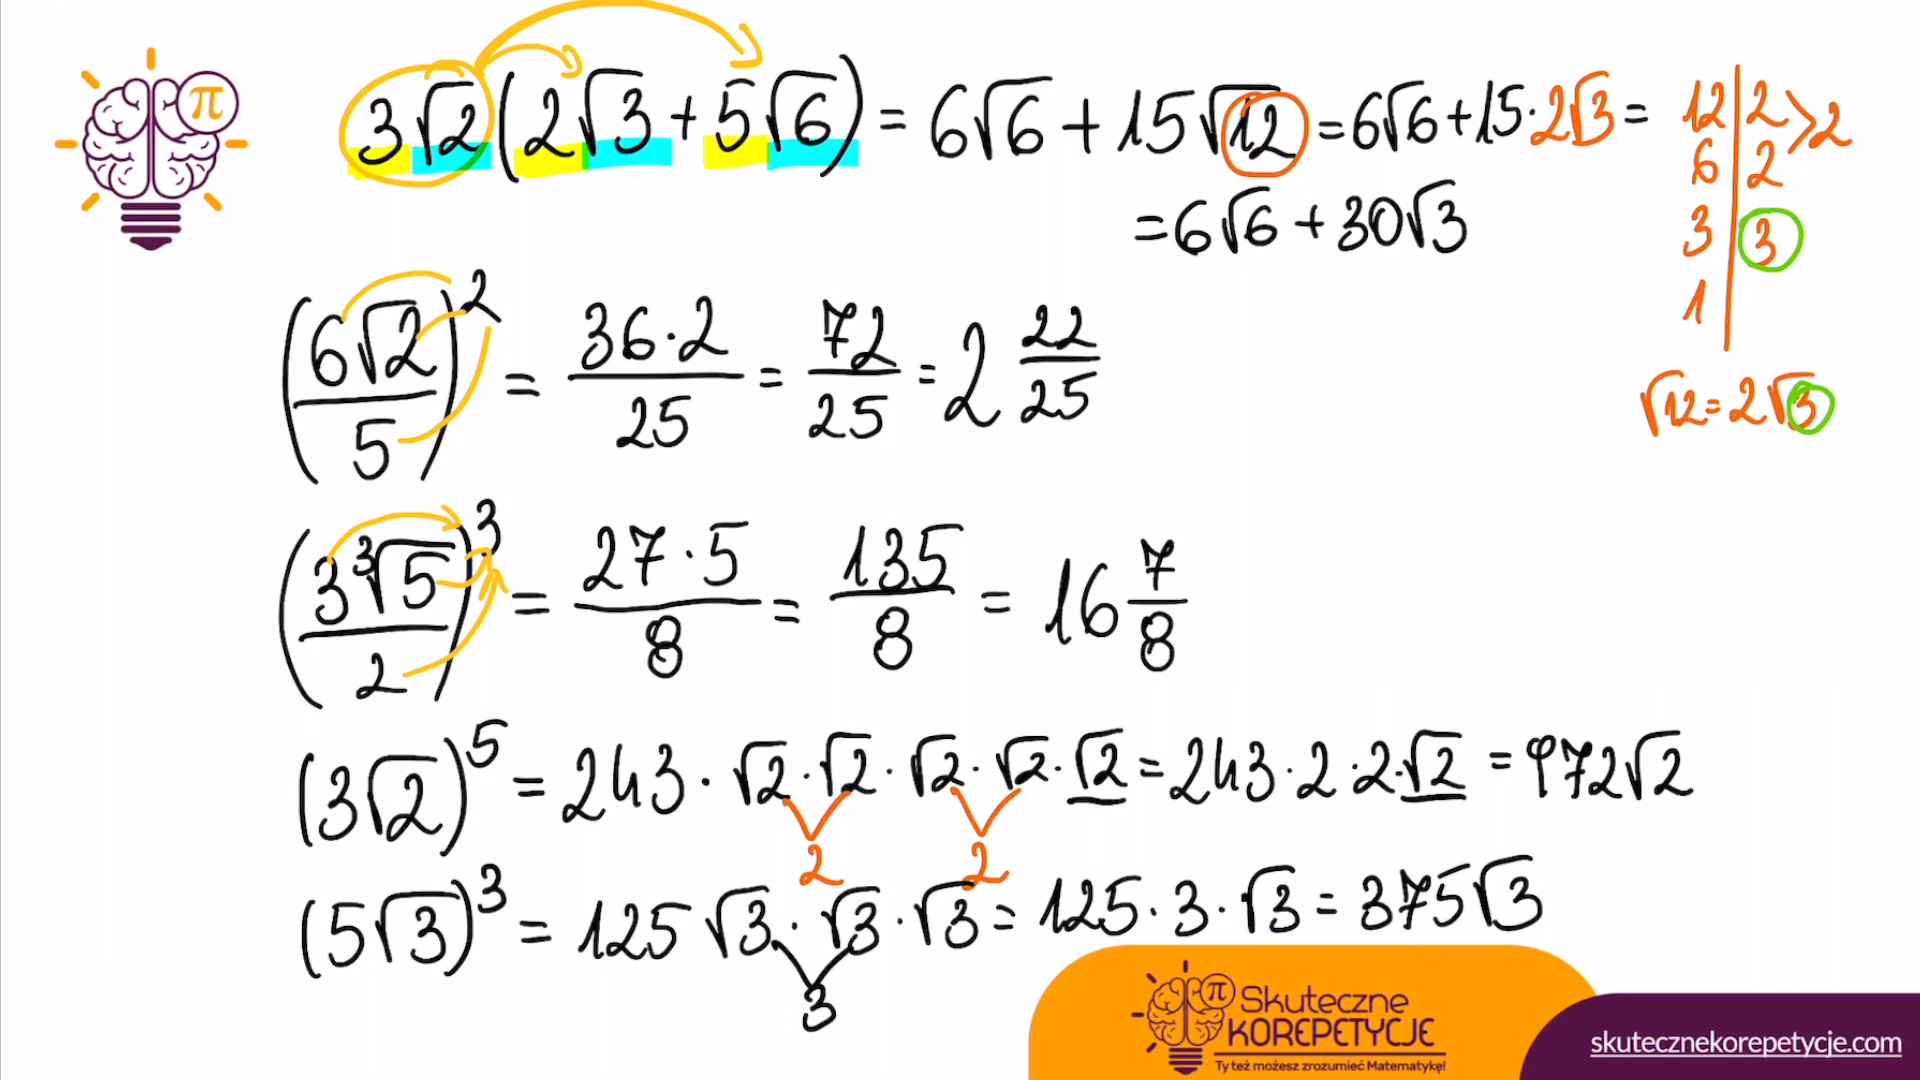 3√2(2√3+5√6) = 6√6 + 15√12 = 6√6+15·2√3 =
= 6√6 + 30√3
12|2>2
6|2
3|3
1|
√12=2√3
(6√2/5)² = 36·2/25 = 72/25 = 2 22/25
(3∛5/2)³ = 27·5/8 = 135/8 = 16 7/8
(3√2)⁵ = 243·√2·√2·√2·√2·√2 = 243·2·2·√2 = 972√2
2 2
(5√3)³ = 125√3·√3·√3 = 125·3·√3 = 375√3
3
π
π Skuteczne
KOREPETYCJE
Ty też możesz zrozumieć Matematykę!
skutecznekorepetycje.com